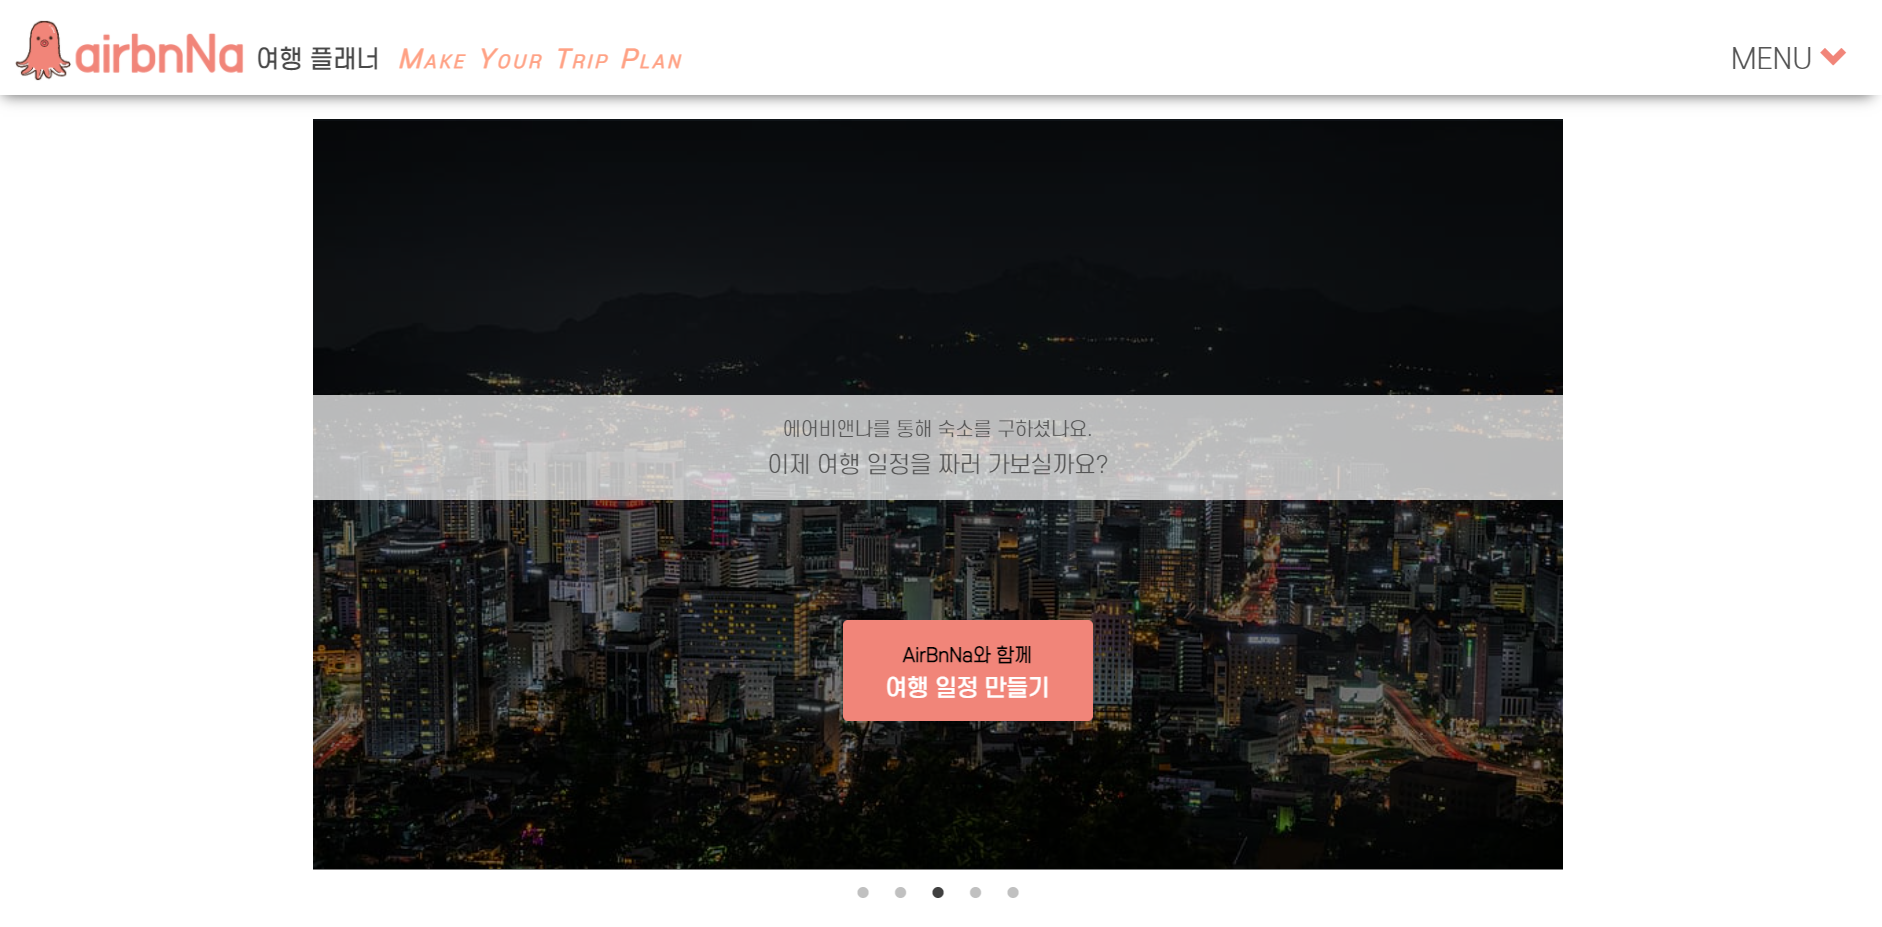 airbnNa 여행 플래너 MAKE YOUR TRIP PLAN
MENU
에어비앤나를 통해 숙소를 구하셨나요.
이제 여행 일정을 짜러 가보실까요?
AirBnNa와 함께
여행 일정 만들기